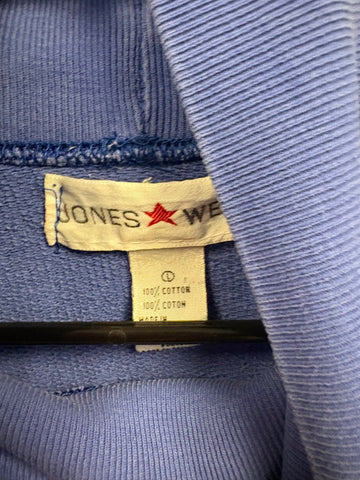 JONES ★ WE
L
100% COTTON
100% COTON
MADE IN